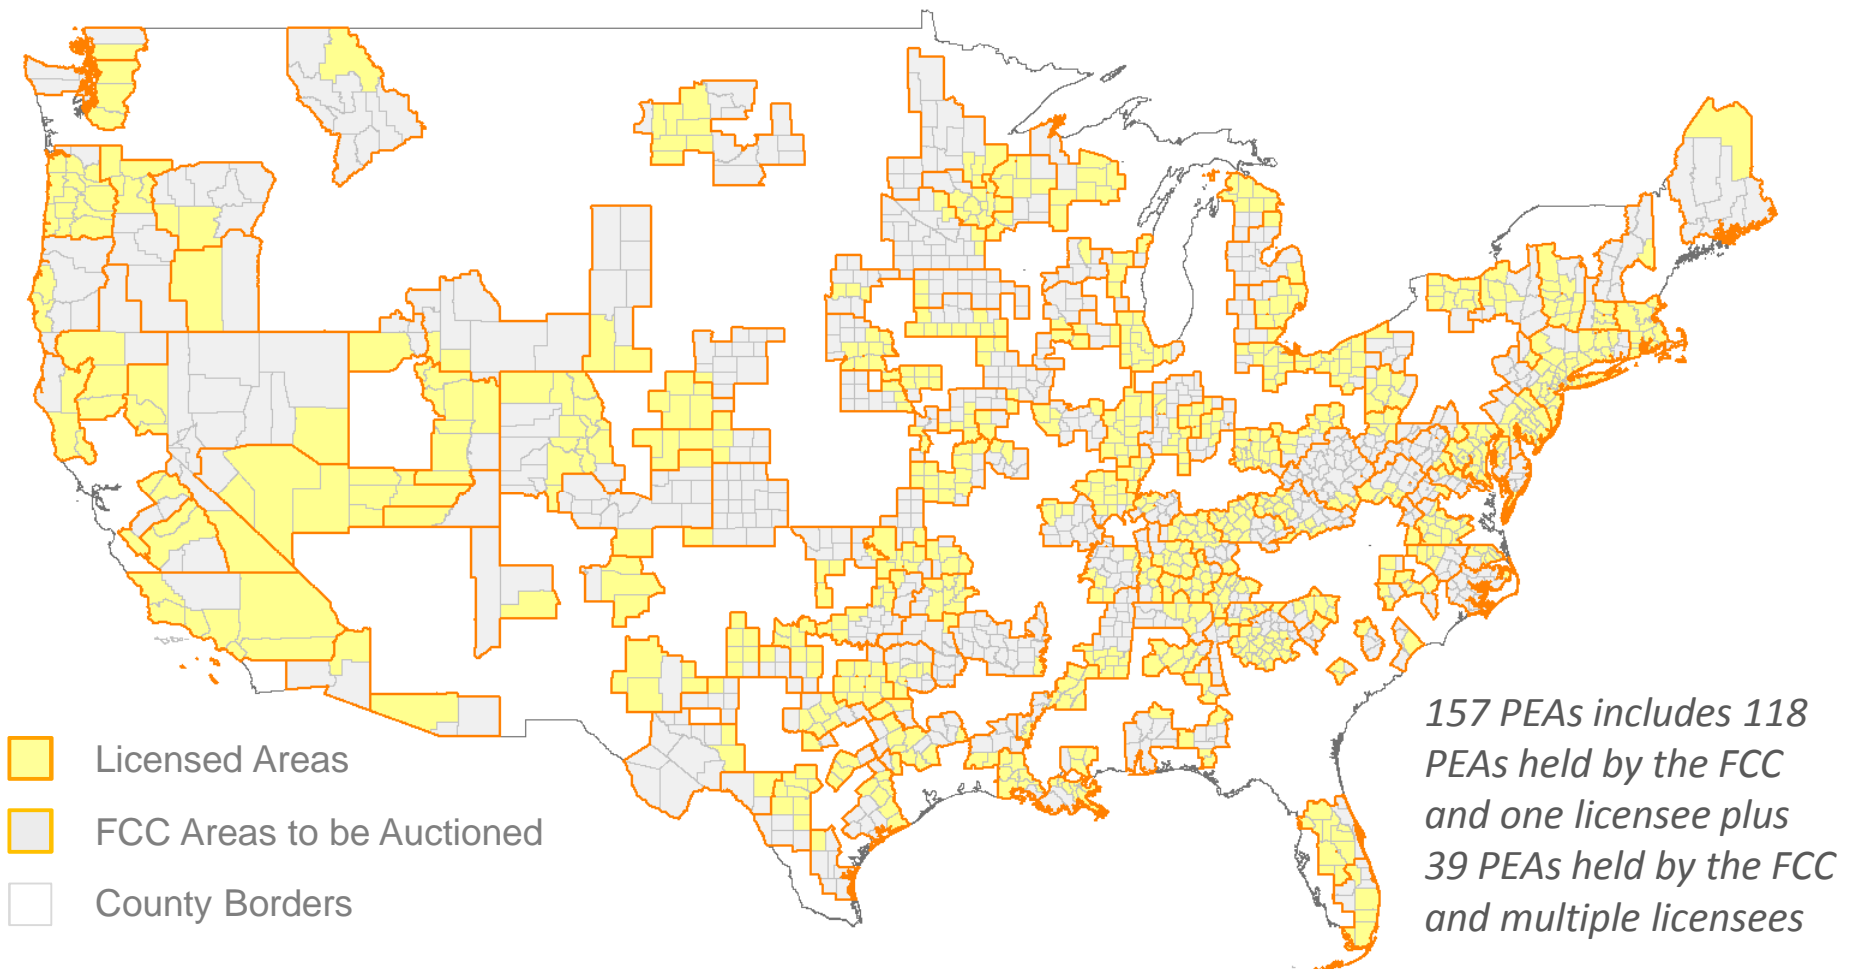 157 PEAs includes 118
PEAs held by the FCC
and one licensee plus
39 PEAs held by the FCC
and multiple licensees
Licensed Areas
FCC Areas to be Auctioned
County Borders